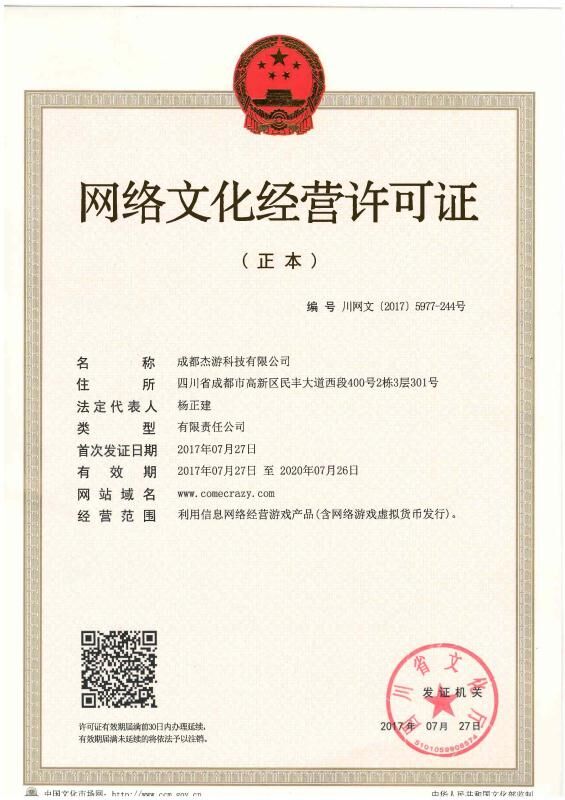 网络文化经营许可证
（正本）
编 号 川网文〔2017〕5977-244号
名 称 成都杰游科技有限公司
住 所 四川省成都市高新区民丰大道西段400号2栋3层301号
法定代表人 杨正建
类 型 有限责任公司
首次发证日期 2017年07月27日
有 效 期 2017年07月27日 至 2020年07月26日
网 站 域 名 www.comecrazy.com
经 营 范 围 利用信息网络经营游戏产品(含网络游戏虚拟货币发行)。
四川省文化厅
发证机关
2017年 07月 27日
5101059908574
许可证有效期届满前30日内办理延续,
有效期届满未延续的将依法予以注销。
中国文化市场网: http://www.ccm.gov.cn
中华人民共和国文化部监制